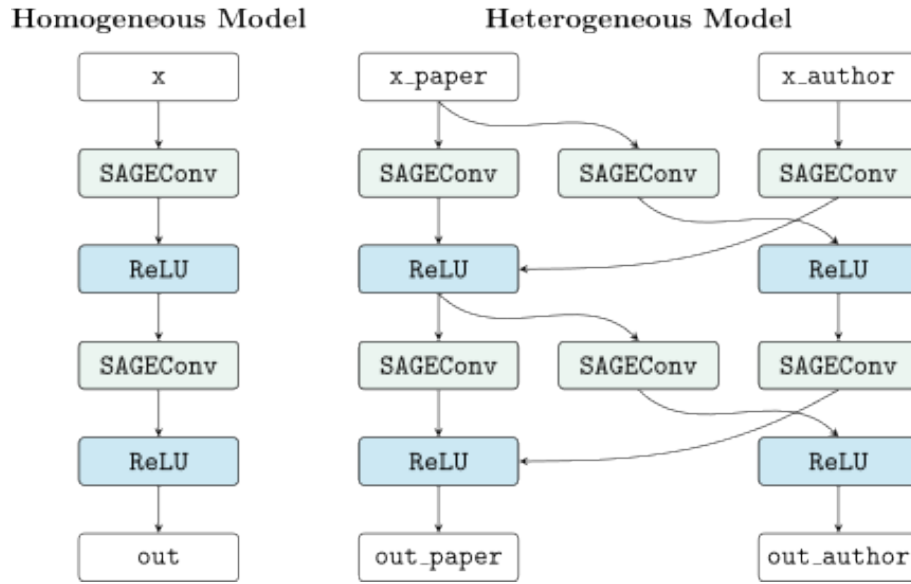 Homogeneous Model
Heterogeneous Model
x
x_paper
x_author
SAGEConv
SAGEConv
SAGEConv
SAGEConv
ReLU
ReLU
ReLU
SAGEConv
SAGEConv
SAGEConv
SAGEConv
ReLU
ReLU
ReLU
out
out_paper
out_author